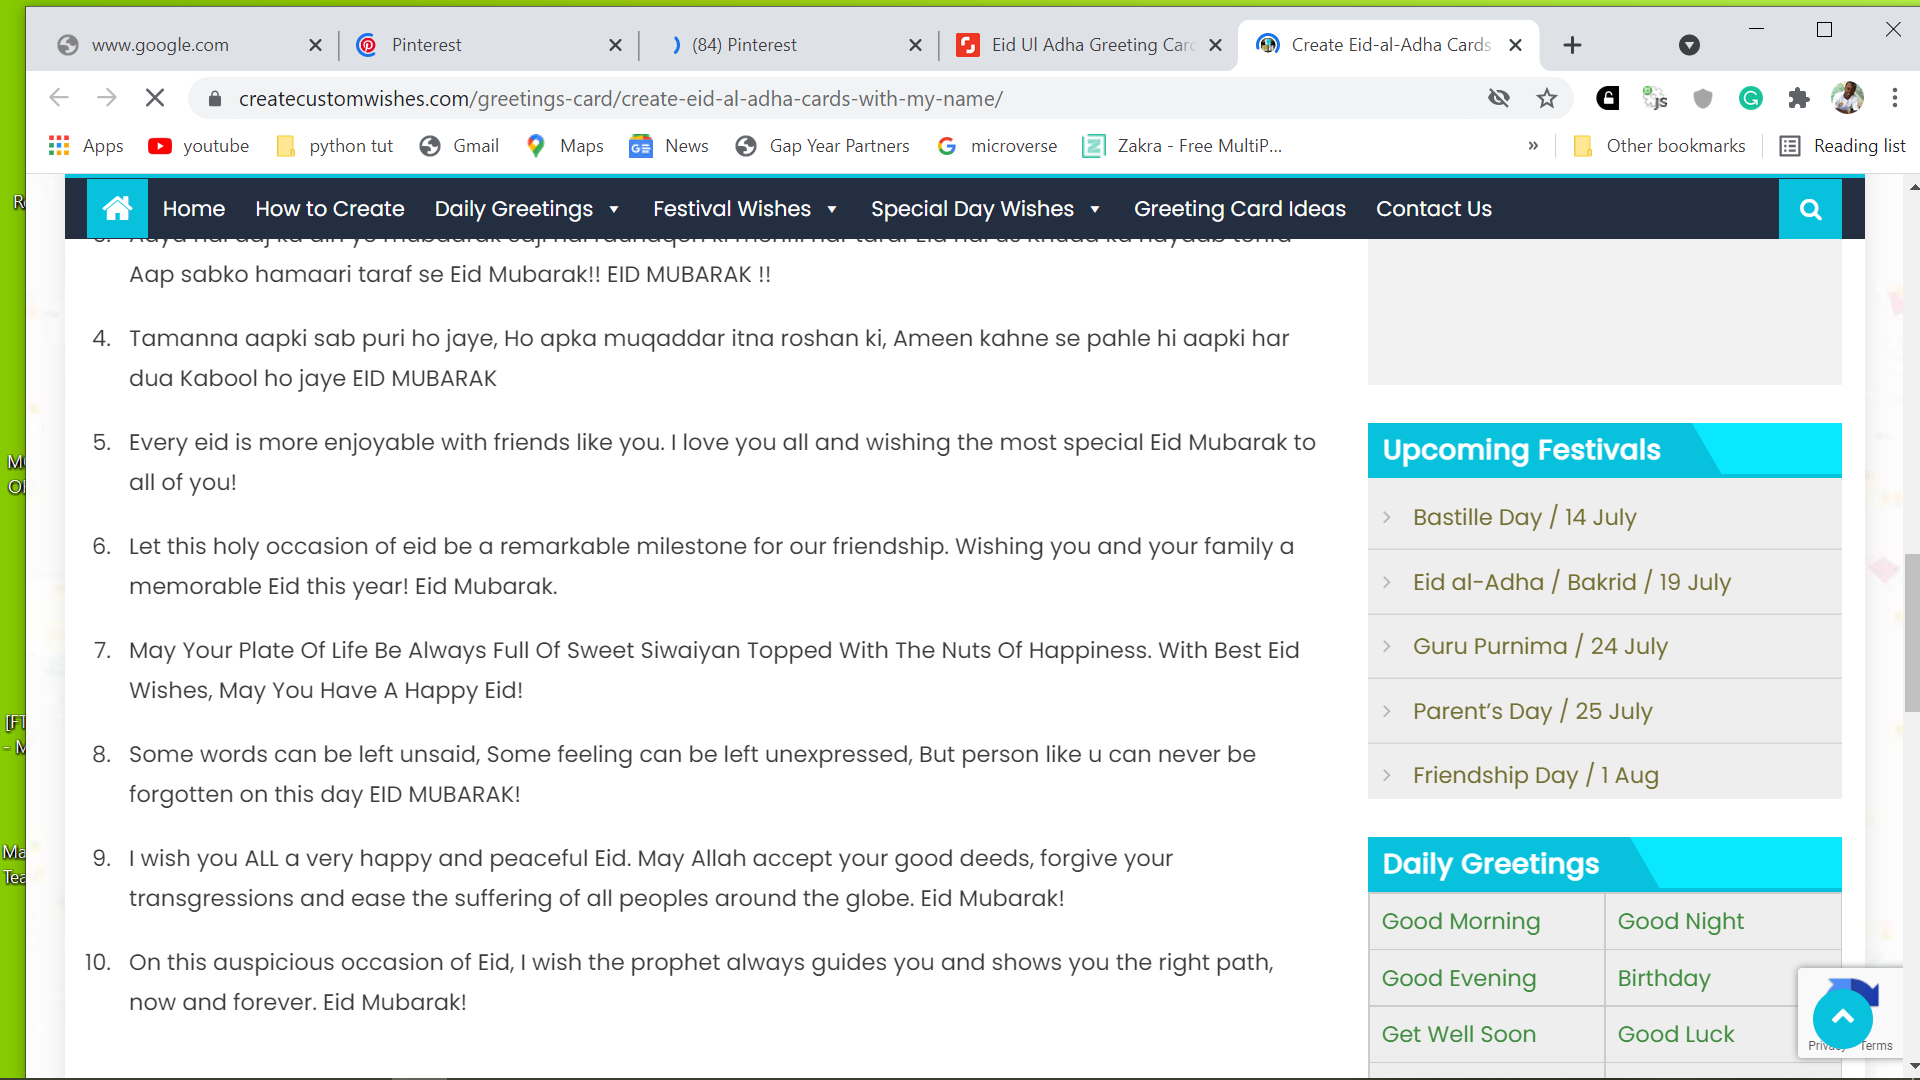 www.google.com
Pinterest
(84) Pinterest
Eid Ul Adha Greeting Card
Create Eid-al-Adha Cards
createcustomwishes.com/greetings-card/create-eid-al-adha-cards-with-my-name/
Apps
youtube
python tut
Gmail
Maps
News
Gap Year Partners
microverse
Zakra - Free MultiP...
»
Other bookmarks
Reading list
Home
How to Create
Daily Greetings
Festival Wishes
Special Day Wishes
Greeting Card Ideas
Contact Us
Aap sabko hamaari taraf se Eid Mubarak!! EID MUBARAK !!
4. Tamanna aapki sab puri ho jaye, Ho apka muqaddar itna roshan ki, Ameen kahne se pahle hi aapki har
dua Kabool ho jaye EID MUBARAK
5. Every eid is more enjoyable with friends like you. I love you all and wishing the most special Eid Mubarak to
all of you!
6. Let this holy occasion of eid be a remarkable milestone for our friendship. Wishing you and your family a
memorable Eid this year! Eid Mubarak.
7. May Your Plate Of Life Be Always Full Of Sweet Siwaiyan Topped With The Nuts Of Happiness. With Best Eid
Wishes, May You Have A Happy Eid!
8. Some words can be left unsaid, Some feeling can be left unexpressed, But person like u can never be
forgotten on this day EID MUBARAK!
9. I wish you ALL a very happy and peaceful Eid. May Allah accept your good deeds, forgive your
transgressions and ease the suffering of all peoples around the globe. Eid Mubarak!
10. On this auspicious occasion of Eid, I wish the prophet always guides you and shows you the right path,
now and forever. Eid Mubarak!
Upcoming Festivals
Bastille Day / 14 July
Eid al-Adha / Bakrid / 19 July
Guru Purnima / 24 July
Parent's Day / 25 July
Friendship Day / 1 Aug
Daily Greetings
Good Morning
Good Night
Good Evening
Birthday
Get Well Soon
Good Luck
Terms